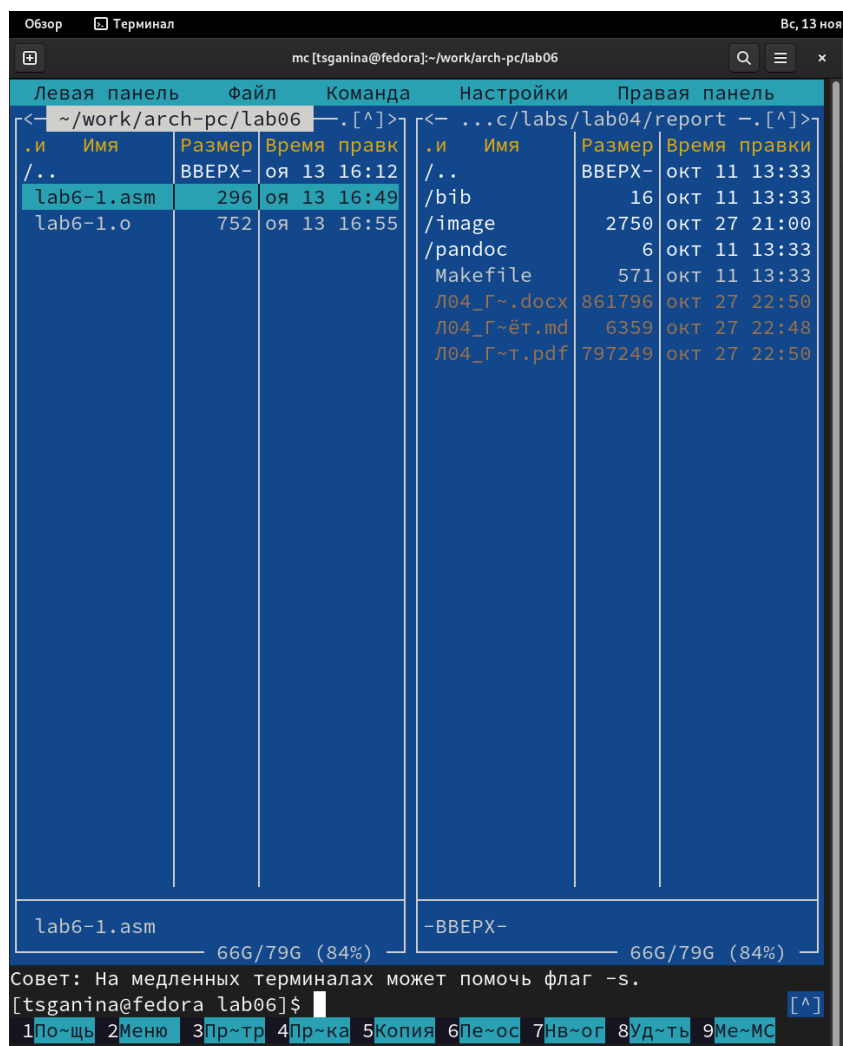 Обзор Терминал Вс, 13 ноя
mc [tsganina@fedora]:~/work/arch-pc/lab06
Левая панель Файл Команда Настройки Правая панель
<─ ~/work/arch-pc/lab06 ──.[^]>┐ ┌<─ ...c/labs/lab04/report ─.[^]>
.и Имя Размер Время правк .и Имя Размер Время правки
/.. ВВЕРХ- оя 13 16:12 /.. ВВЕРХ- окт 11 13:33
lab6-1.asm 296 оя 13 16:49 /bib 16 окт 11 13:33
lab6-1.o 752 оя 13 16:55 /image 2750 окт 27 21:00
/pandoc 6 окт 11 13:33
Makefile 571 окт 11 13:33
Л04_Г~.docx 861796 окт 27 22:50
Л04_Г~ёт.md 6359 окт 27 22:48
Л04_Г~т.pdf 797249 окт 27 22:50
lab6-1.asm -ВВЕРХ-
66G/79G (84%) 66G/79G (84%)
Совет: На медленных терминалах может помочь флаг -s.
[tsganina@fedora lab06]$ [^]
1По~щь 2Меню 3Пр~тр 4Пр~ка 5Копия 6Пе~ос 7Нв~ог 8Уд~ть 9Ме~МС